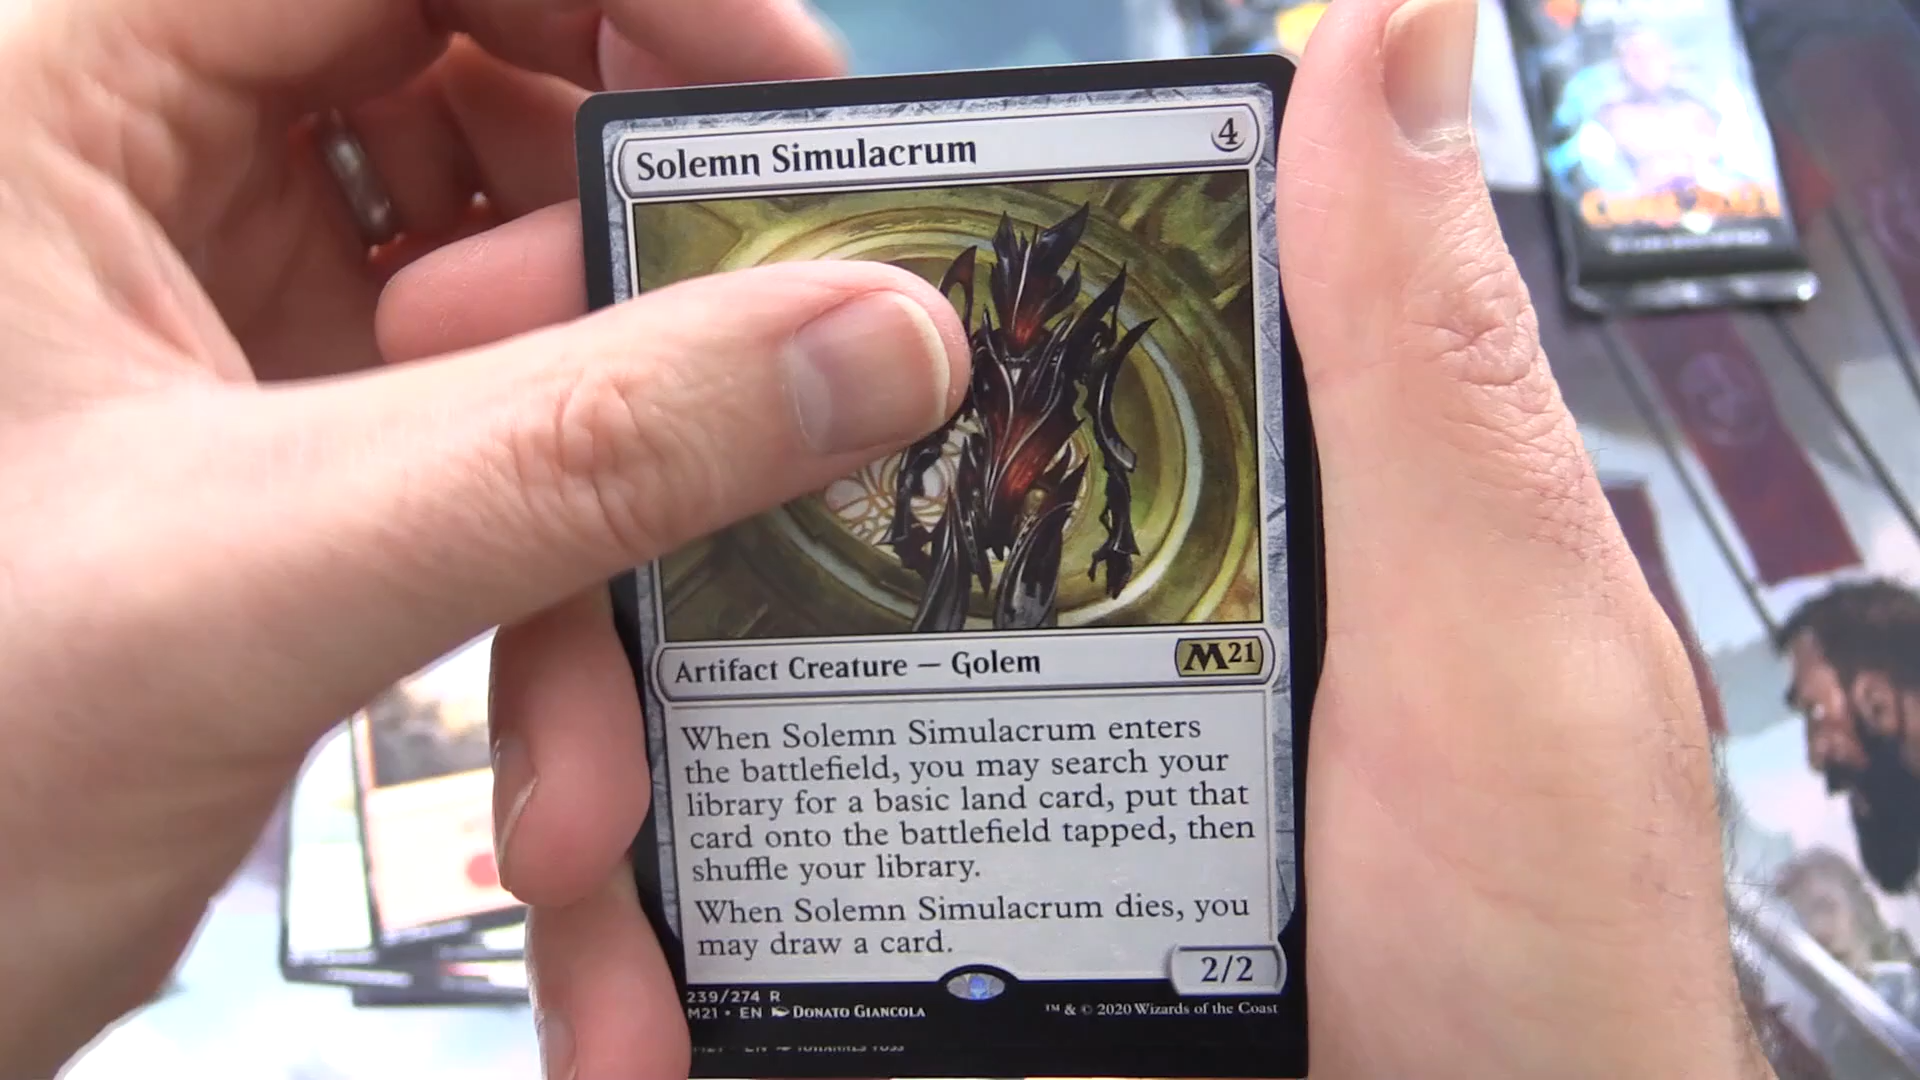 Solemn Simulacrum 4
Artifact Creature — Golem M21
When Solemn Simulacrum enters
the battlefield, you may search your
library for a basic land card, put that
card onto the battlefield tapped, then
shuffle your library.
When Solemn Simulacrum dies, you
may draw a card.
2/2
239/274 R
M21 • EN DONATO GIANCOLA
™ & © 2020 Wizards of the Coast